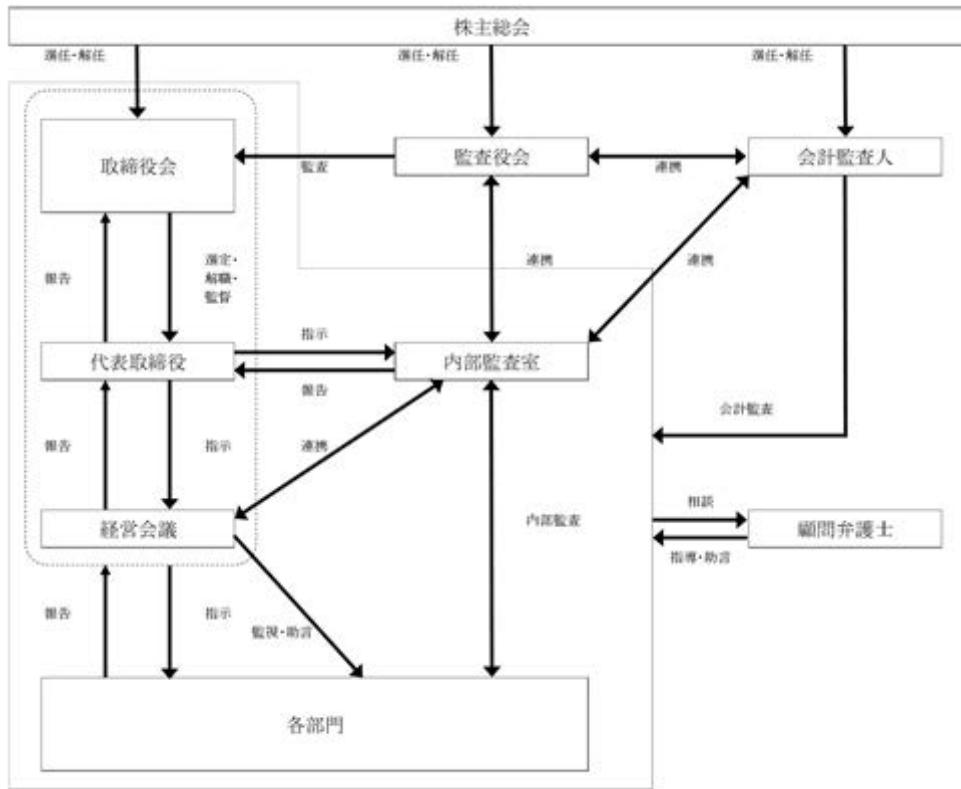 株主総会
選任・解任
選任・解任
選任・解任
取締役会
監査
監査役会
連携
会計監査人
報告
選定・
解職・
監督
連携
連携
代表取締役
指示
報告
内部監査室
会計監査
報告
指示
連携
経営会議
内部監査
相談
指導・助言
顧問弁護士
報告
指示
監視・助言
各部門